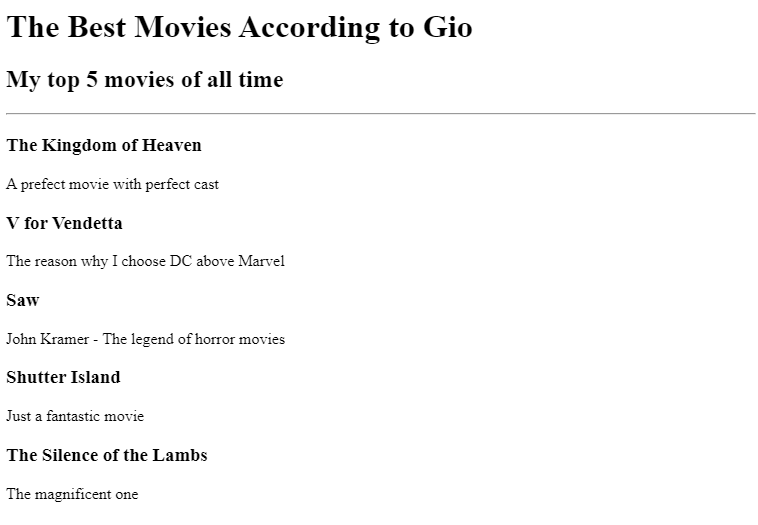 The Best Movies According to Gio
My top 5 movies of all time
The Kingdom of Heaven
A prefect movie with perfect cast
V for Vendetta
The reason why I choose DC above Marvel
Saw
John Kramer - The legend of horror movies
Shutter Island
Just a fantastic movie
The Silence of the Lambs
The magnificent one